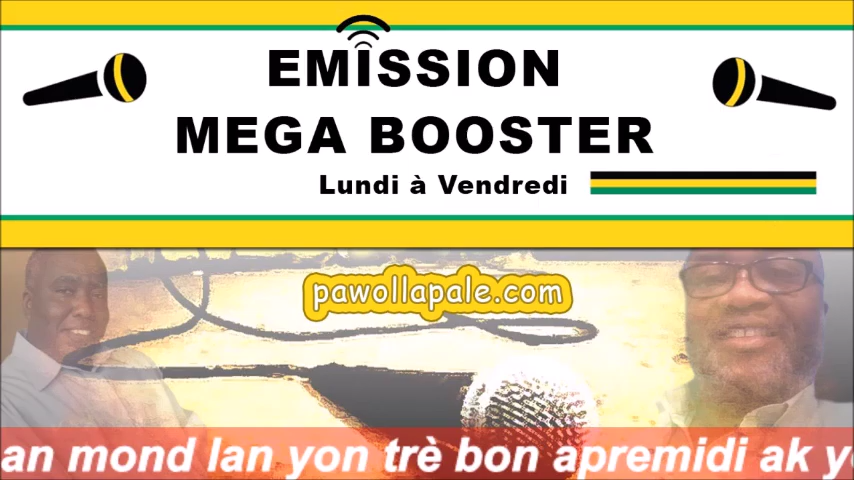 EMISSION
MEGA BOOSTER
Lundi à Vendredi
pawollapale.com
an mond lan yon trè bon apremidi ak